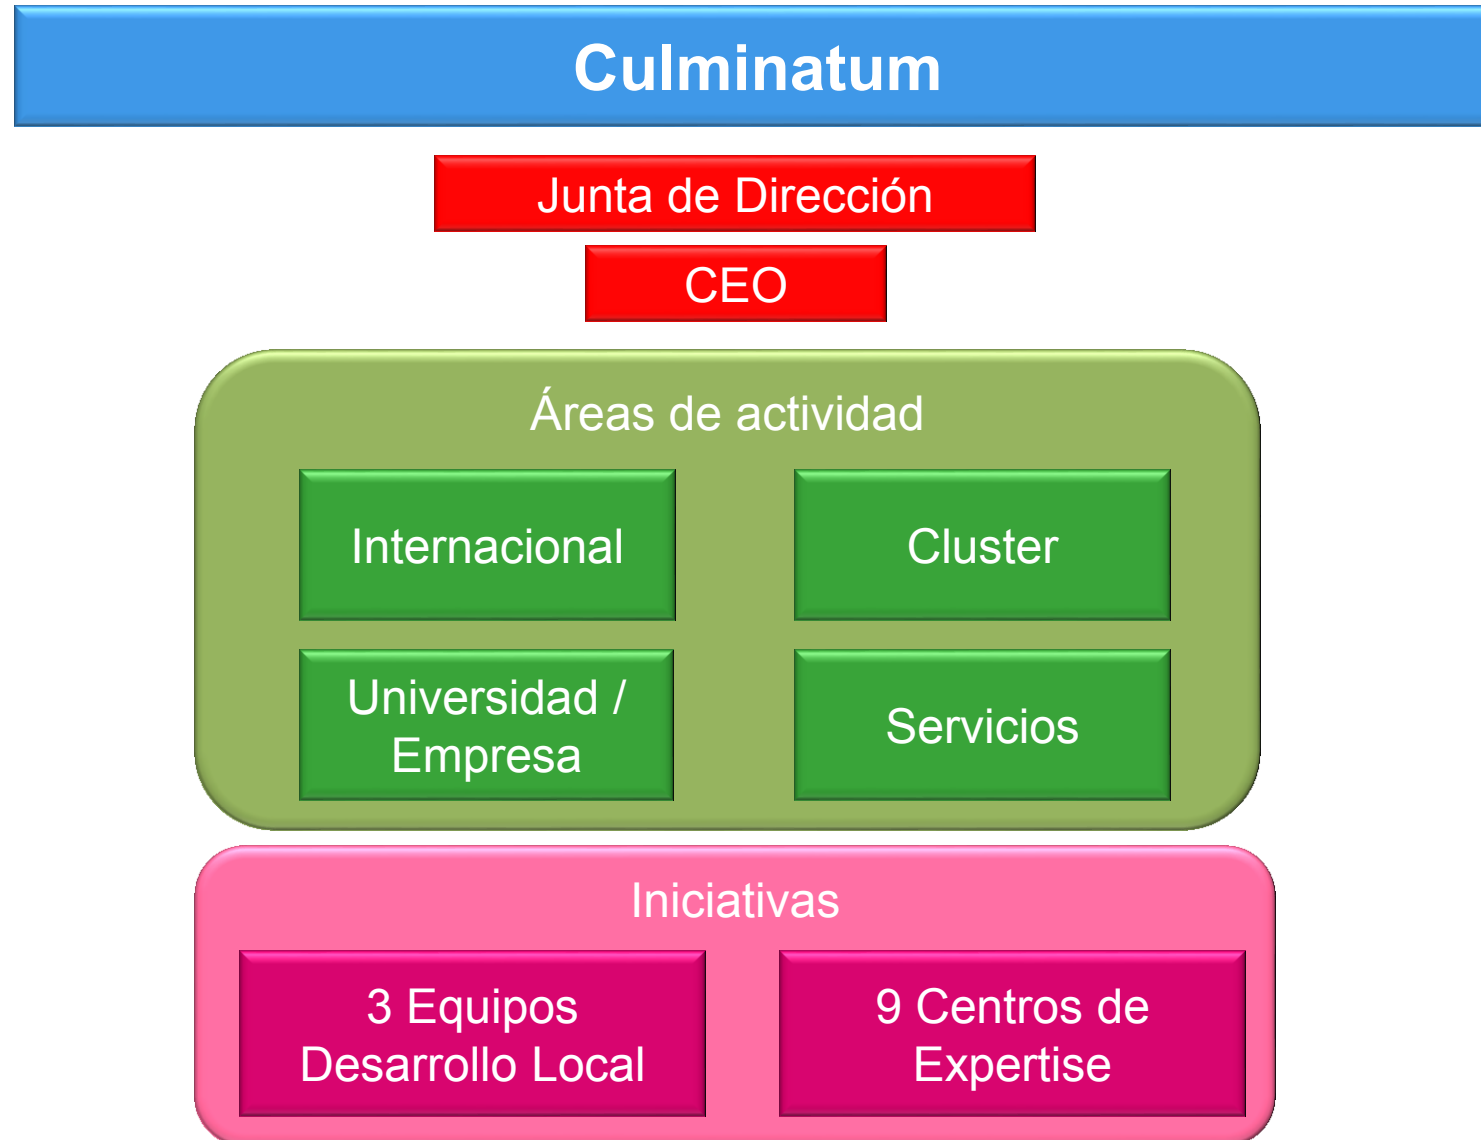 Culminatum
Junta de Dirección
CEO
Áreas de actividad
Internacional
Cluster
Universidad /
Empresa
Servicios
Iniciativas
3 Equipos
Desarrollo Local
9 Centros de
Expertise